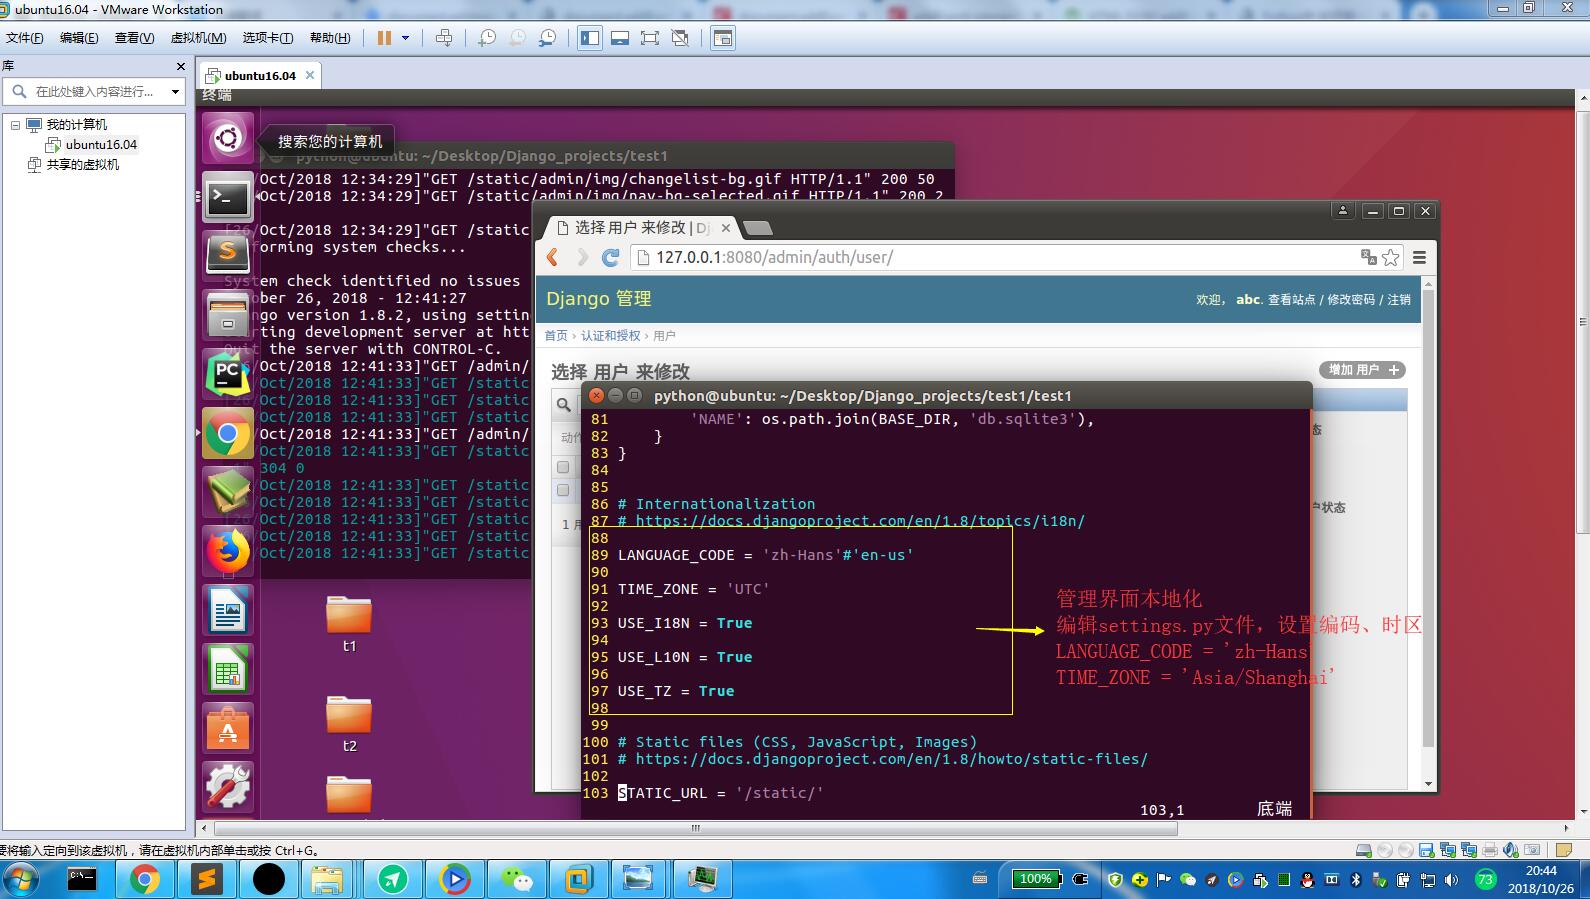 ubuntu16.04 - VMware Workstation
文件(F) 编辑(E) 查看(V) 虚拟机(M) 选项卡(T) 帮助(H)
库
在此处键入内容进行...
我的计算机
ubuntu16.04
共享的虚拟机
ubuntu16.04
终端
搜索您的计算机
python@ubuntu: ~/Desktop/Django_projects/test1
Oct/2018 12:34:29]"GET /static/admin/img/changelist-bg.gif HTTP/1.1" 200 50
Oct/2018 12:34:29]"GET /static/admin/img/nav-bg-selected.gif HTTP/1.1" 200 2
[26/Oct/2018 12:34:29]"GET /static
forming system checks...
System check identified no issues
ober 26, 2018 - 12:41:27
ngo version 1.8.2, using settin
rting development server at htt
Quit the server with CONTROL-C.
/Oct/2018 12:41:33]"GET /admin/
/Oct/2018 12:41:33]"GET /static
/Oct/2018 12:41:33]"GET /static
/Oct/2018 12:41:33]"GET /static
/Oct/2018 12:41:33]"GET /admin/
/Oct/2018 12:41:33]"GET /static
304 0
/Oct/2018 12:41:33]"GET /static
/Oct/2018 12:41:33]"GET /static
/Oct/2018 12:41:33]"GET /static
/Oct/2018 12:41:33]"GET /static
/Oct/2018 12:41:33]"GET /static
t1
t2
选择 用户 来修改 | Dj
127.0.0.1:8080/admin/auth/user/
Django 管理
欢迎， abc. 查看站点 / 修改密码 / 注销
首页 › 认证和授权 › 用户
选择 用户 来修改
增加 用户 +
动作
态
户状态
1 用
python@ubuntu: ~/Desktop/Django_projects/test1/test1
81 'NAME': os.path.join(BASE_DIR, 'db.sqlite3'),
82 }
83 }
84
85
86 # Internationalization
87 # https://docs.djangoproject.com/en/1.8/topics/i18n/
88
89 LANGUAGE_CODE = 'zh-Hans'#'en-us'
90
91 TIME_ZONE = 'UTC'
92
93 USE_I18N = True
94
95 USE_L10N = True
96
97 USE_TZ = True
98
99
100 # Static files (CSS, JavaScript, Images)
101 # https://docs.djangoproject.com/en/1.8/howto/static-files/
102
103 STATIC_URL = '/static/'
103,1 底端
管理界面本地化
编辑settings.py文件，设置编码、时区
LANGUAGE_CODE = 'zh-Hans'
TIME_ZONE = 'Asia/Shanghai'
要将输入定向到该虚拟机，请在虚拟机内部单击或按 Ctrl+G。
100%
73
20:44
2018/10/26